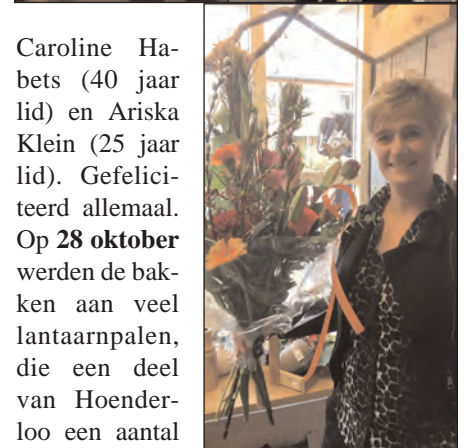 Caroline Ha-
bets (40 jaar
lid) en Ariska
Klein (25 jaar
lid). Gefelici-
teerd allemaal.
Op 28 oktober
werden de bak-
ken aan veel
lantaarnpalen,
die een deel
van Hoender-
loo een aantal